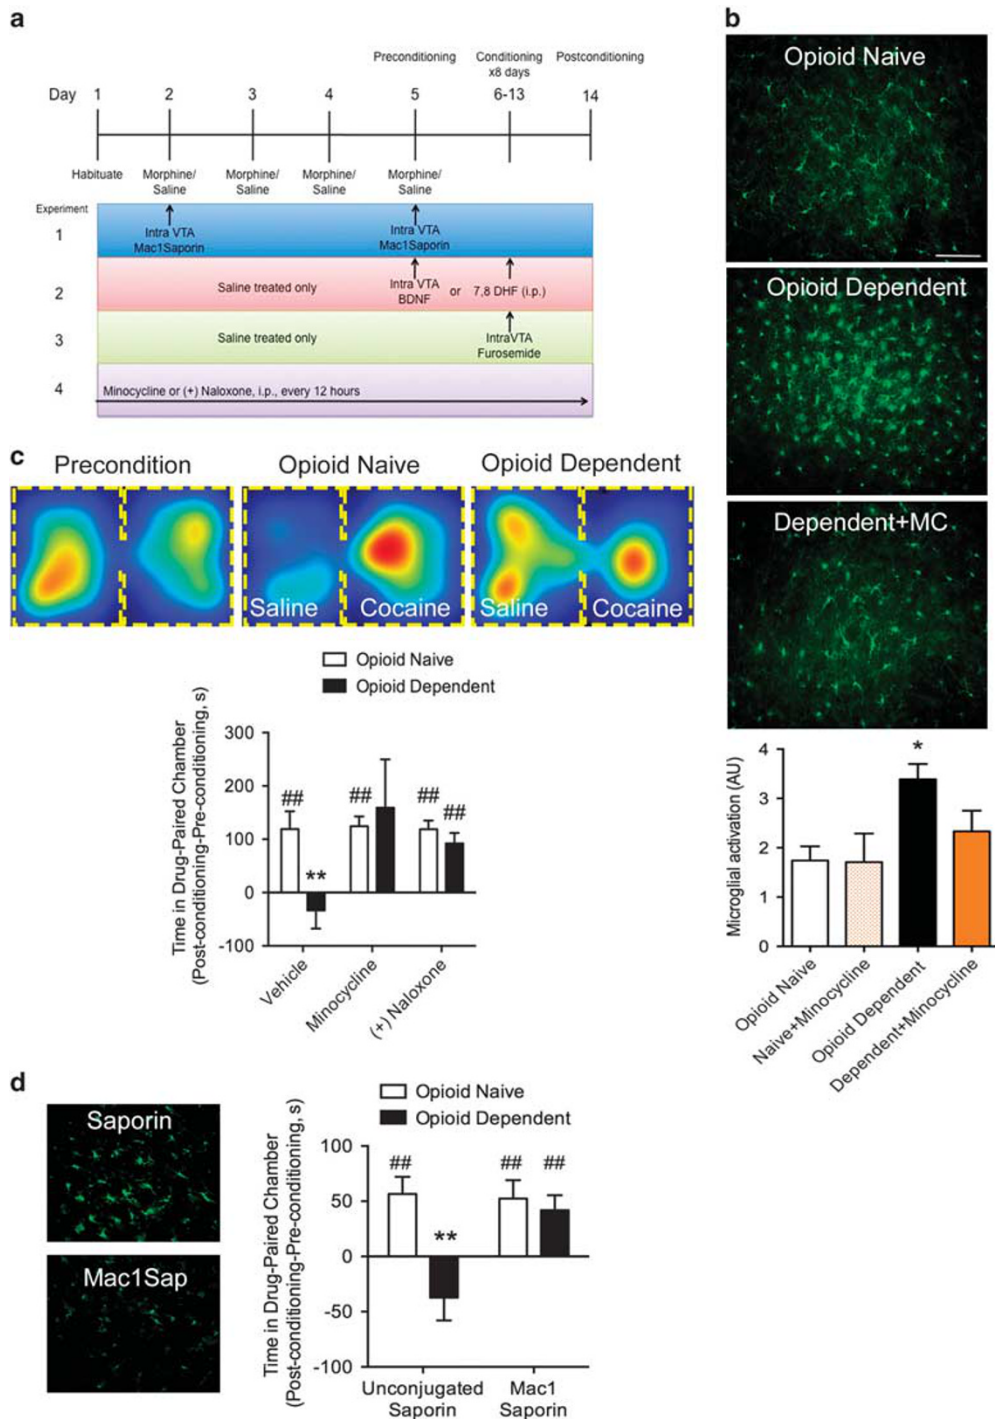 a
Preconditioning Conditioning Postconditioning
x8 days
Day 1 2 3 4 5 6-13 14
Habituate Morphine/ Morphine/ Morphine/ Morphine/
Saline Saline Saline Saline
Experiment
1
Intra VTA Intra VTA
Mac1Saporin Mac1Saporin
2
Saline treated only Intra VTA or 7,8 DHF (i.p.)
BDNF
3
Saline treated only IntraVTA
Furosemide
4
Minocycline or (+) Naloxone, i.p., every 12 hours
b
Opioid Naive
Opioid Dependent
Dependent+MC
Microglial activation (AU)
4
3
2
1
0
*
Opioid Naive
Naive+Minocycline
Opioid Dependent
Dependent+Minocycline
c
Precondition Opioid Naive Opioid Dependent
Saline Cocaine Saline Cocaine
Opioid Naive
Opioid Dependent
Time in Drug-Paired Chamber
(Post-conditioning-Pre-conditioning, s)
300
200
100
0
-100
## ** ## ## ##
Vehicle
Minocycline
(+) Naloxone
d
Saporin
Mac1Sap
Opioid Naive
Opioid Dependent
Time in Drug-Paired Chamber
(Post-conditioning-Pre-conditioning, s)
100
50
0
-50
-100
## ** ## ##
Unconjugated Mac1
Saporin Saporin